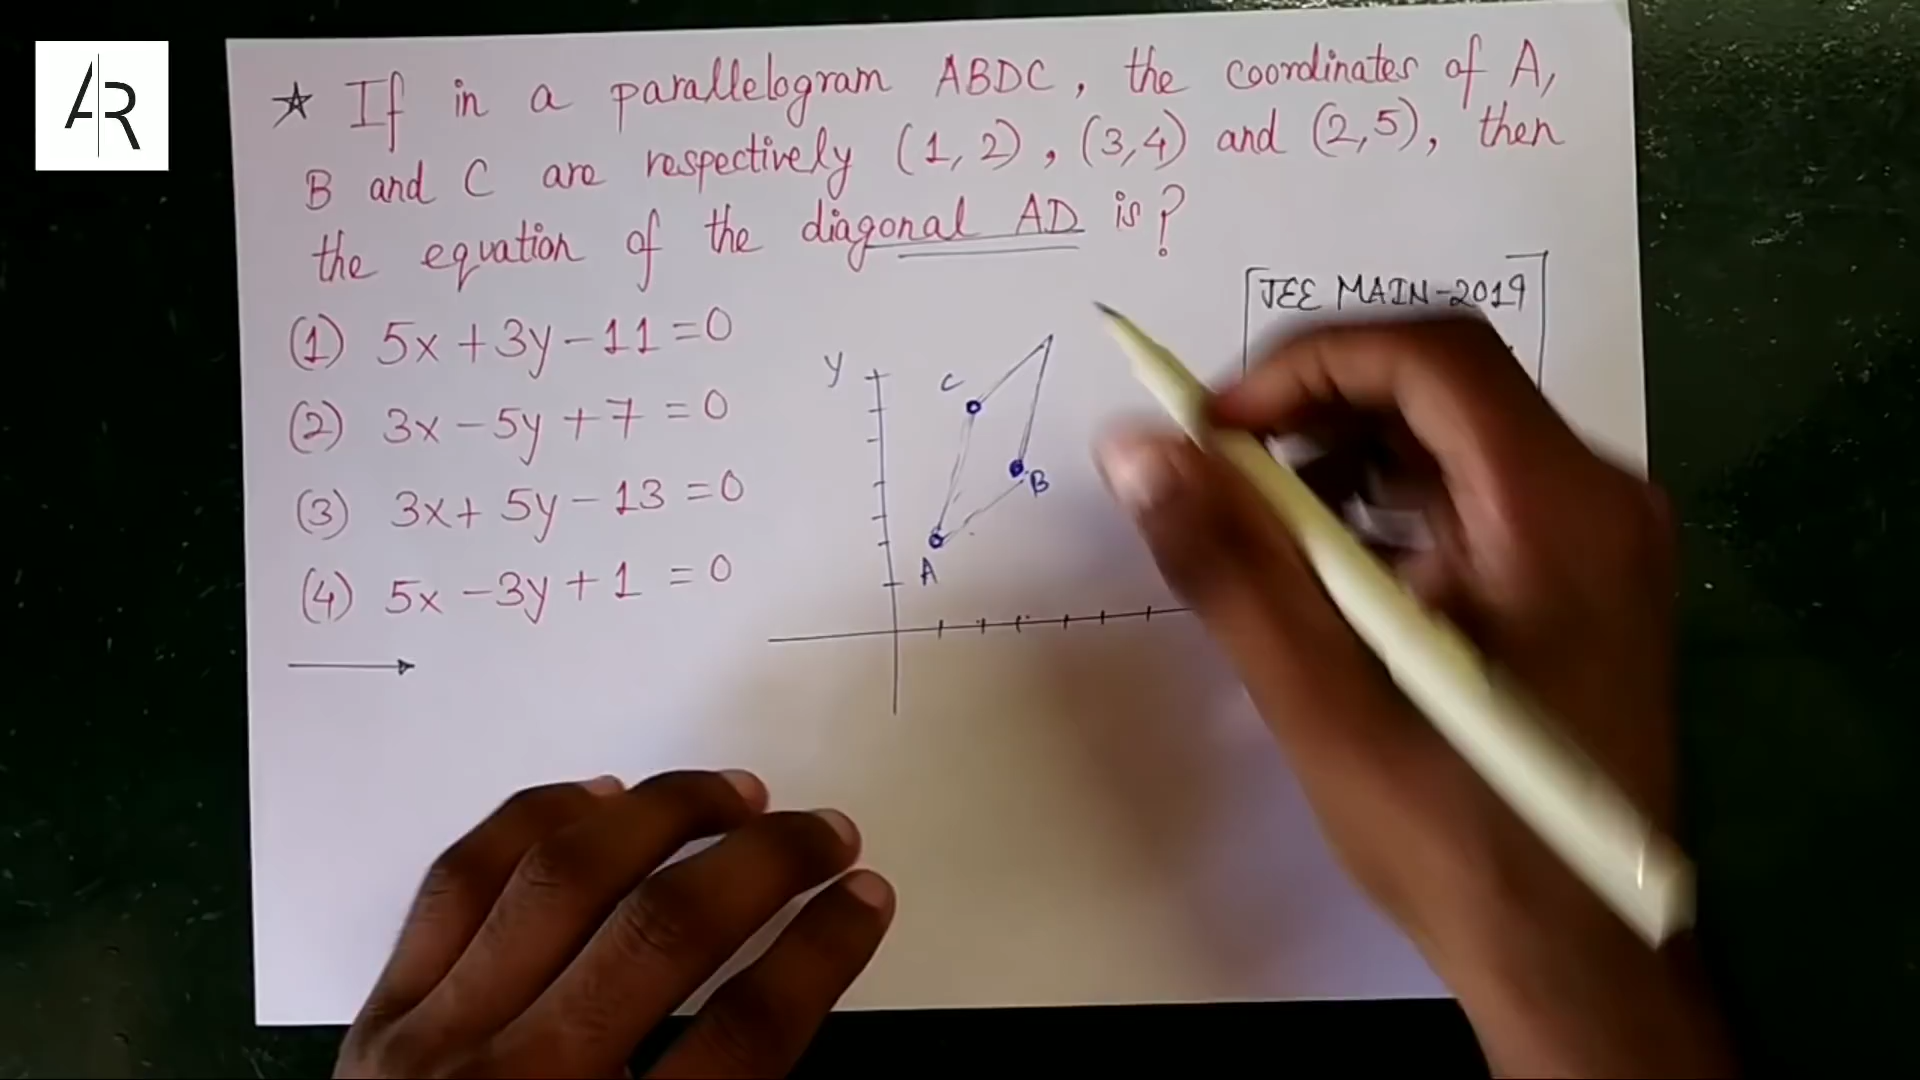 AR
☆ If in a parallelogram ABDC, the coordinates of A,
B and C are respectively (1,2), (3,4) and (2,5), then
the equation of the diagonal AD is?
JEE MAIN-2019
(1) 5x+3y-11=0
(2) 3x-5y+7=0
(3) 3x+5y-13=0
(4) 5x-3y+1=0
y
C
B
A